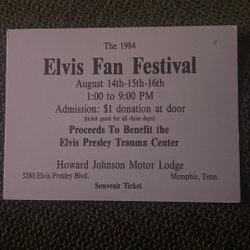 The 1984
Elvis Fan Festival
August 14th-15th-16th
1:00 to 9:00 PM
Admission: $1 donation at door
(ticket good for all three days)
Proceeds To Benefit the
Elvis Presley Trauma Center
Howard Johnson Motor Lodge
3280 Elvis Presley Blvd. Memphis, Tenn.
Souvenir Ticket